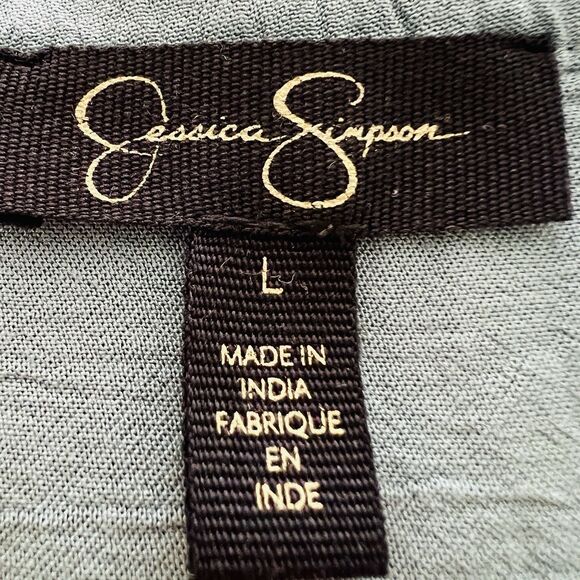 Jessica Simpson
L
MADE IN
INDIA
FABRIQUE
EN
INDE